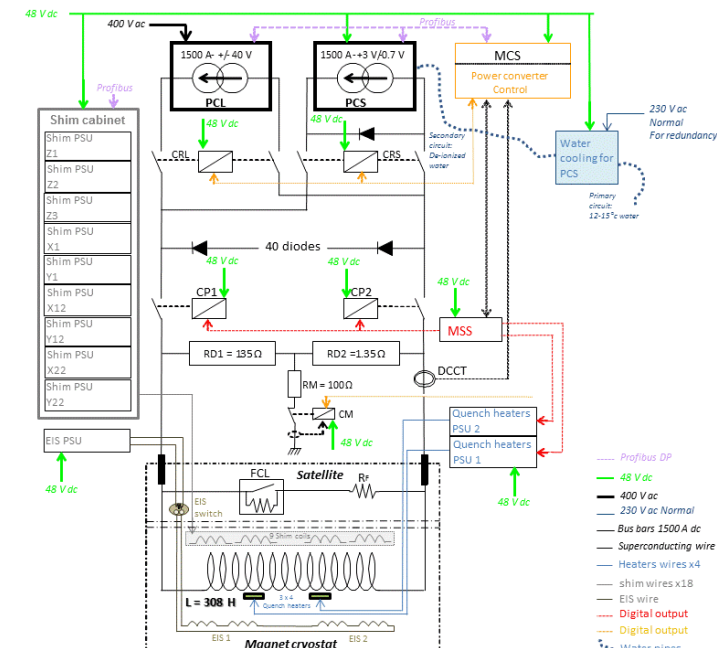 48 V dc
400 V ac
Profibus
1500 A- +/- 40 V
PCL
1500 A-+3 V/0.7 V
PCS
MCS
Power converter
Control
Profibus
Shim cabinet
Shim PSU
Z1
Shim PSU
Z2
Shim PSU
Z3
Shim PSU
X1
Shim PSU
Y1
Shim PSU
X12
Shim PSU
Y12
Shim PSU
X22
Shim PSU
Y22
48 V dc
48 V dc
CRL
CRS
Secondary
circuit:
De-ionized
water
Water
cooling for
PCS
230 V ac
Normal
For redundancy
Primary
circuit:
12-15°c water
40 diodes
48 V dc
48 V dc
48 V dc
CP1
CP2
MSS
RD1 = 135 Ω
RD2 =1.35Ω
DCCT
RM = 100Ω
CM
48 V dc
Quench heaters
PSU 2
Quench heaters
PSU 1
48 V dc
EIS PSU
48 V dc
FCL
Satellite
RF
EIS
switch
9 Shim coils
L = 308 H
3 x 4
Quench heaters
EIS 1
EIS 2
Magnet cryostat
Profibus DP
48 V dc
400 V ac
230 V ac Normal
Bus bars 1500 A dc
Superconducting wire
Heaters wires x4
shim wires x18
EIS wire
Digital output
Digital output
Water pipes